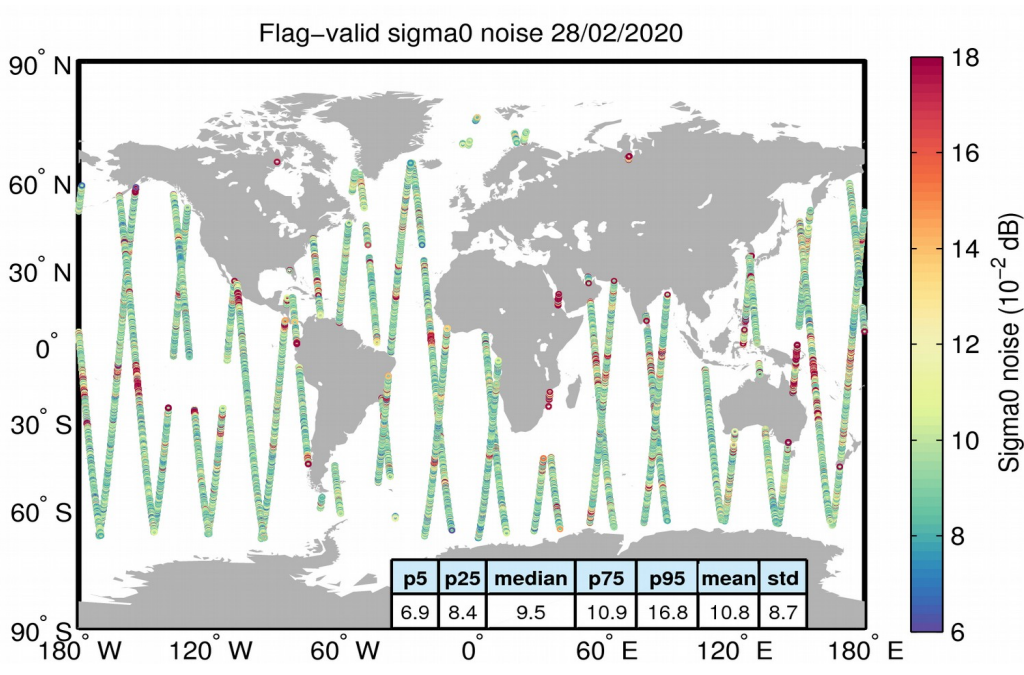 Flag−valid sigma0 noise 28/02/2020
90° N
60° N
30° N
0°
30° S
60° S
90° S
180° W
120° W
60° W
0°
60° E
120° E
180° E
18
16
14
12
10
8
6
Sigma0 noise (10⁻² dB)
p5 p25 median p75 p95 mean std
6.9 8.4 9.5 10.9 16.8 10.8 8.7